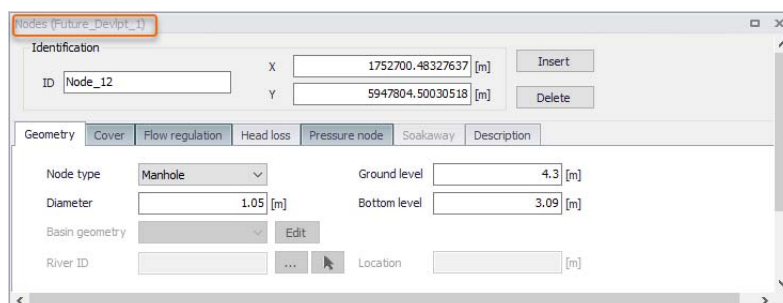 Nodes (Future_Devlpt_1)
Identification
ID Node_12
X 1752700.48327637 [m]
Insert
Y 5947804.50030518 [m]
Delete
Geometry Cover Flow regulation Head loss Pressure node Soakaway Description
Node type Manhole Ground level 4.3 [m]
Diameter 1.05 [m] Bottom level 3.09 [m]
Basin geometry Edit
River ID ... Location [m]